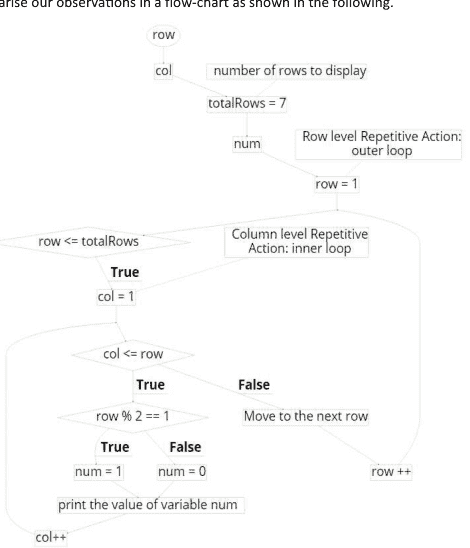 arise our observations in a flow-chart as shown in the following.
row
col
number of rows to display
totalRows = 7
num
Row level Repetitive Action:
outer loop
row = 1
row <= totalRows
Column level Repetitive
Action: inner loop
True
col = 1
col <= row
True
False
row % 2 == 1
Move to the next row
True
False
num = 1
num = 0
row ++
print the value of variable num
col++